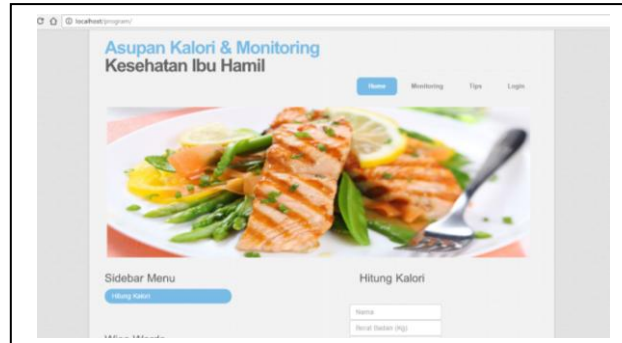 localhost/program/
Asupan Kalori & Monitoring
Kesehatan Ibu Hamil
Home Monitoring Tips Login
Sidebar Menu
Hitung Kalori
Hitung Kalori
Nama
Berat Badan (Kg)